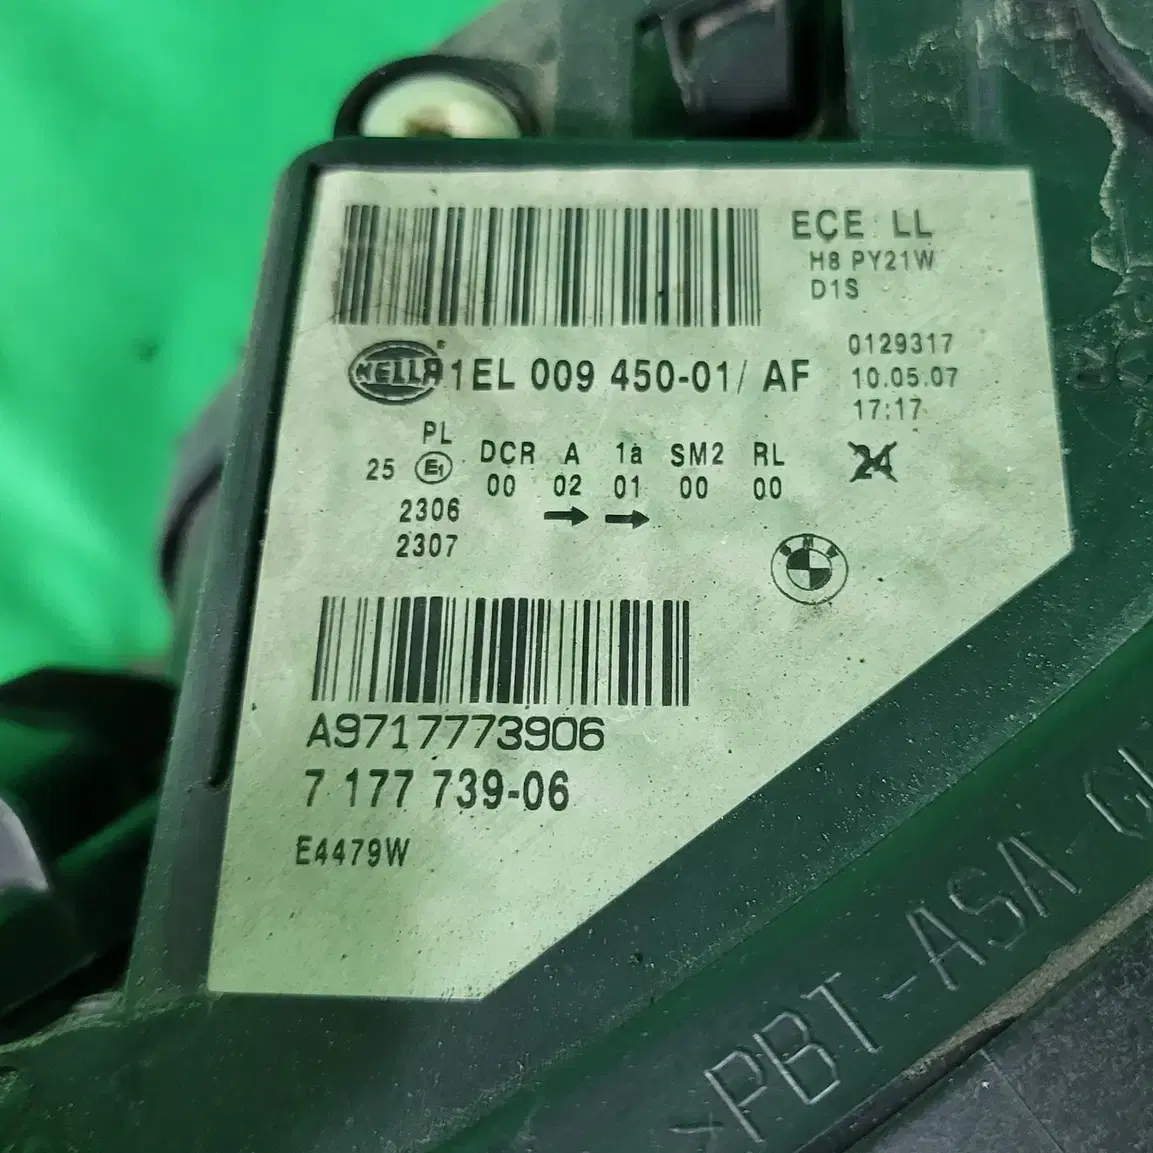 ECE LL
H8 PY21W
D1S
HELLA 1EL 009 450-01/ AF
0129317
10.05.07
17:17
PL
25 E1
2306
2307
DCR A 1a SM2 RL
00 02 01 00 00
24
BMW
A9717773906
7 177 739-06
E4479W
>PBT-ASA